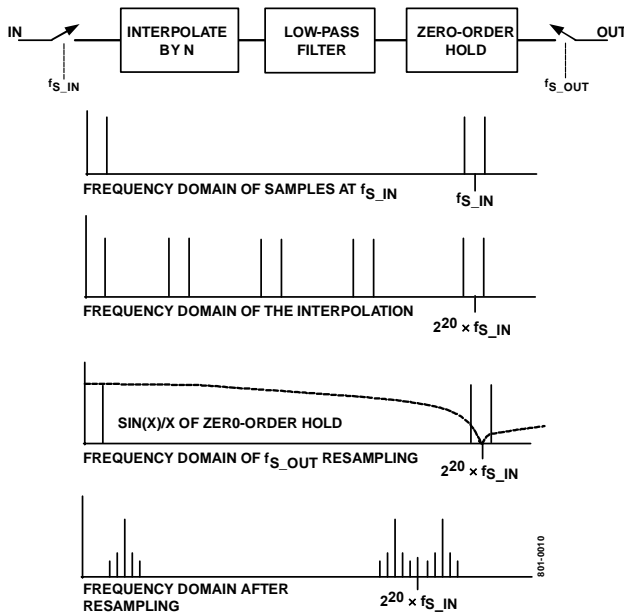 IN
INTERPOLATE
BY N
LOW-PASS
FILTER
ZERO-ORDER
HOLD
OUT
fS_IN
fS_OUT
FREQUENCY DOMAIN OF SAMPLES AT fS_IN
fS_IN
FREQUENCY DOMAIN OF THE INTERPOLATION
2^20 × fS_IN
SIN(X)/X OF ZER0-ORDER HOLD
FREQUENCY DOMAIN OF fS_OUT RESAMPLING
2^20 × fS_IN
FREQUENCY DOMAIN AFTER
RESAMPLING
2^20 × fS_IN
801-0010